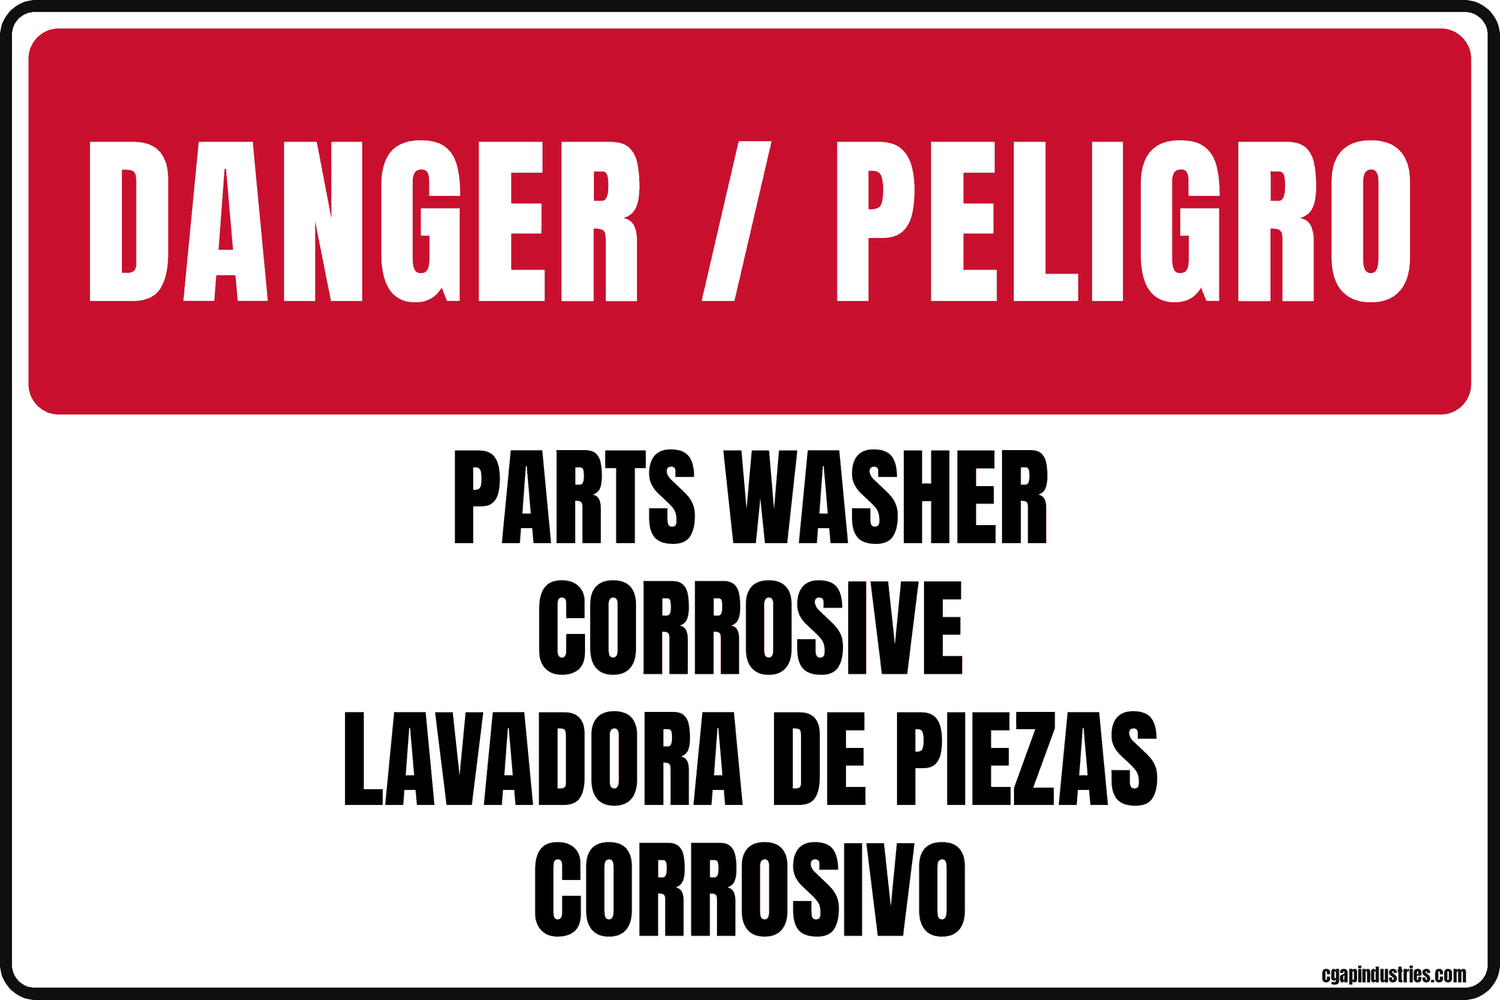 DANGER / PELIGRO
PARTS WASHER
CORROSIVE
LAVADORA DE PIEZAS
CORROSIVO
cgapindustries.com